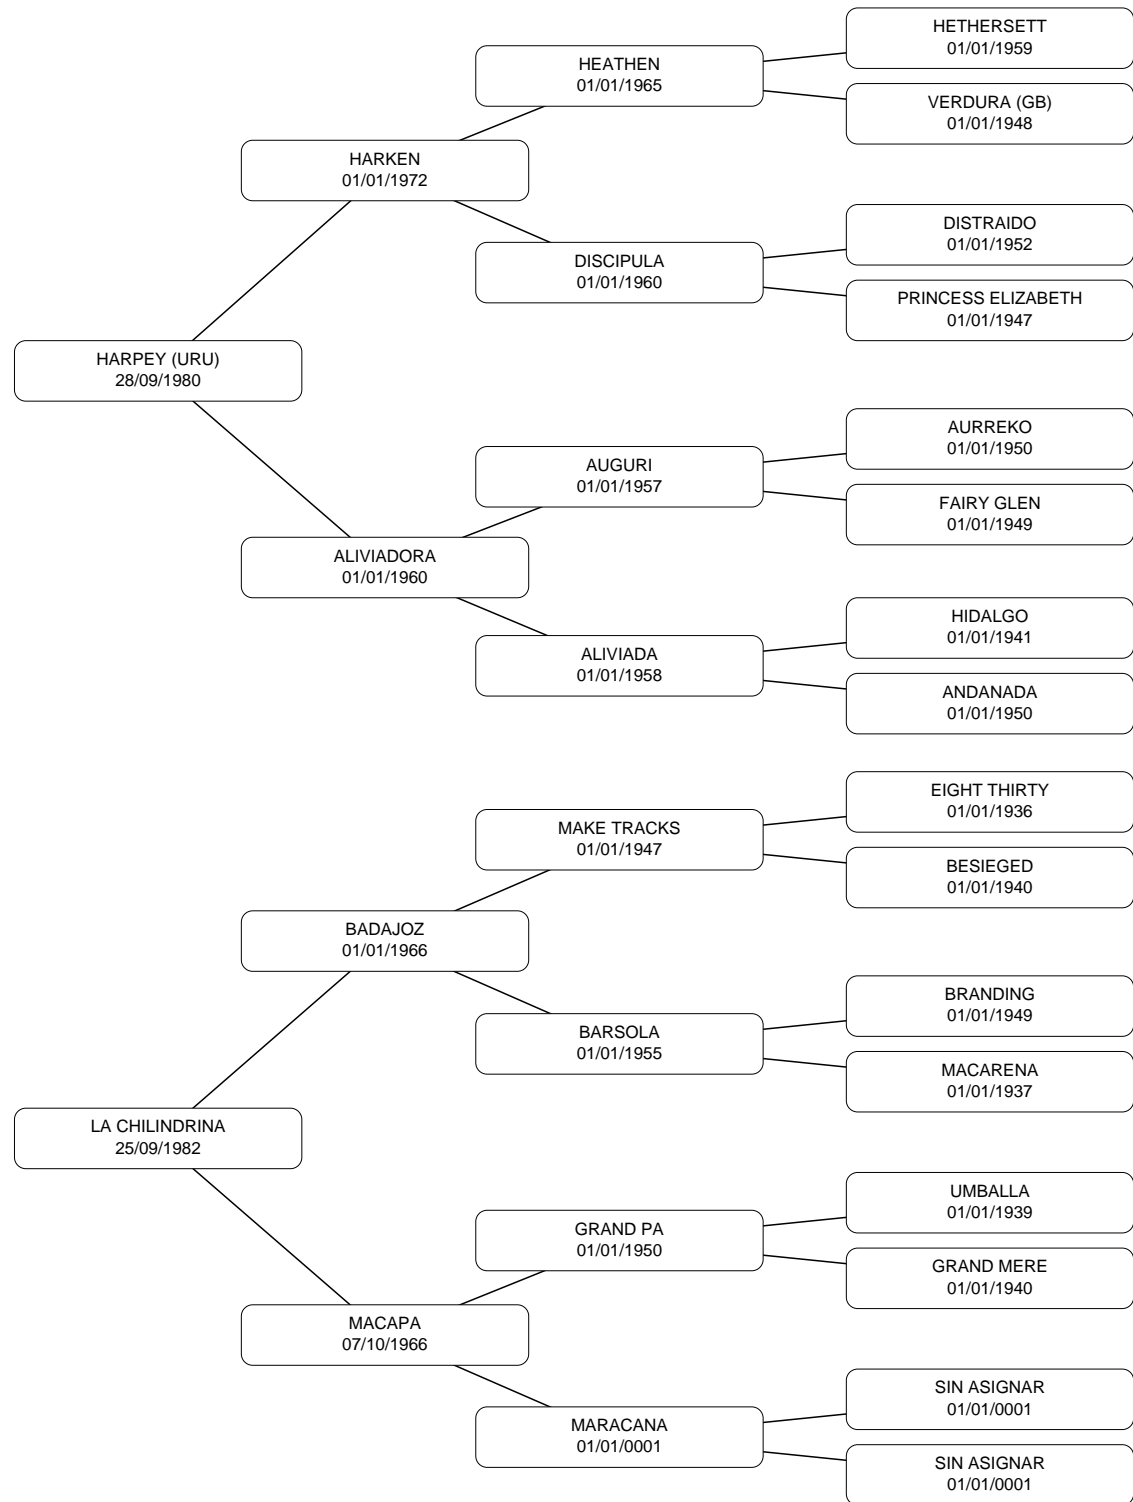 HETHERSETT
01/01/1959
HEATHEN
01/01/1965
VERDURA (GB)
01/01/1948
HARKEN
01/01/1972
DISTRAIDO
01/01/1952
DISCIPULA
01/01/1960
PRINCESS ELIZABETH
01/01/1947
HARPEY (URU)
28/09/1980
AURREKO
01/01/1950
AUGURI
01/01/1957
FAIRY GLEN
01/01/1949
ALIVIADORA
01/01/1960
HIDALGO
01/01/1941
ALIVIADA
01/01/1958
ANDANADA
01/01/1950
EIGHT THIRTY
01/01/1936
MAKE TRACKS
01/01/1947
BESIEGED
01/01/1940
BADAJOZ
01/01/1966
BRANDING
01/01/1949
BARSOLA
01/01/1955
MACARENA
01/01/1937
LA CHILINDRINA
25/09/1982
UMBALLA
01/01/1939
GRAND PA
01/01/1950
GRAND MERE
01/01/1940
MACAPA
07/10/1966
SIN ASIGNAR
01/01/0001
MARACANA
01/01/0001
SIN ASIGNAR
01/01/0001